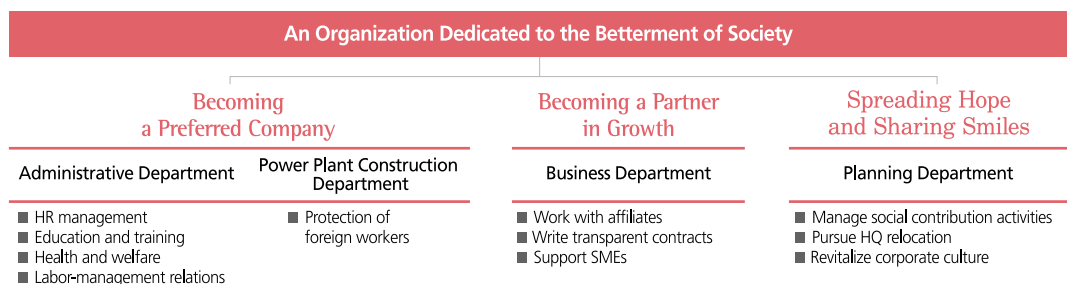 An Organization Dedicated to the Betterment of Society
Becoming
a Preferred Company
Administrative Department
■ HR management
■ Education and training
■ Health and welfare
■ Labor-management relations
Power Plant Construction
Department
■ Protection of
foreign workers
Becoming a Partner
in Growth
Business Department
■ Work with affiliates
■ Write transparent contracts
■ Support SMEs
Spreading Hope
and Sharing Smiles
Planning Department
■ Manage social contribution activities
■ Pursue HQ relocation
■ Revitalize corporate culture